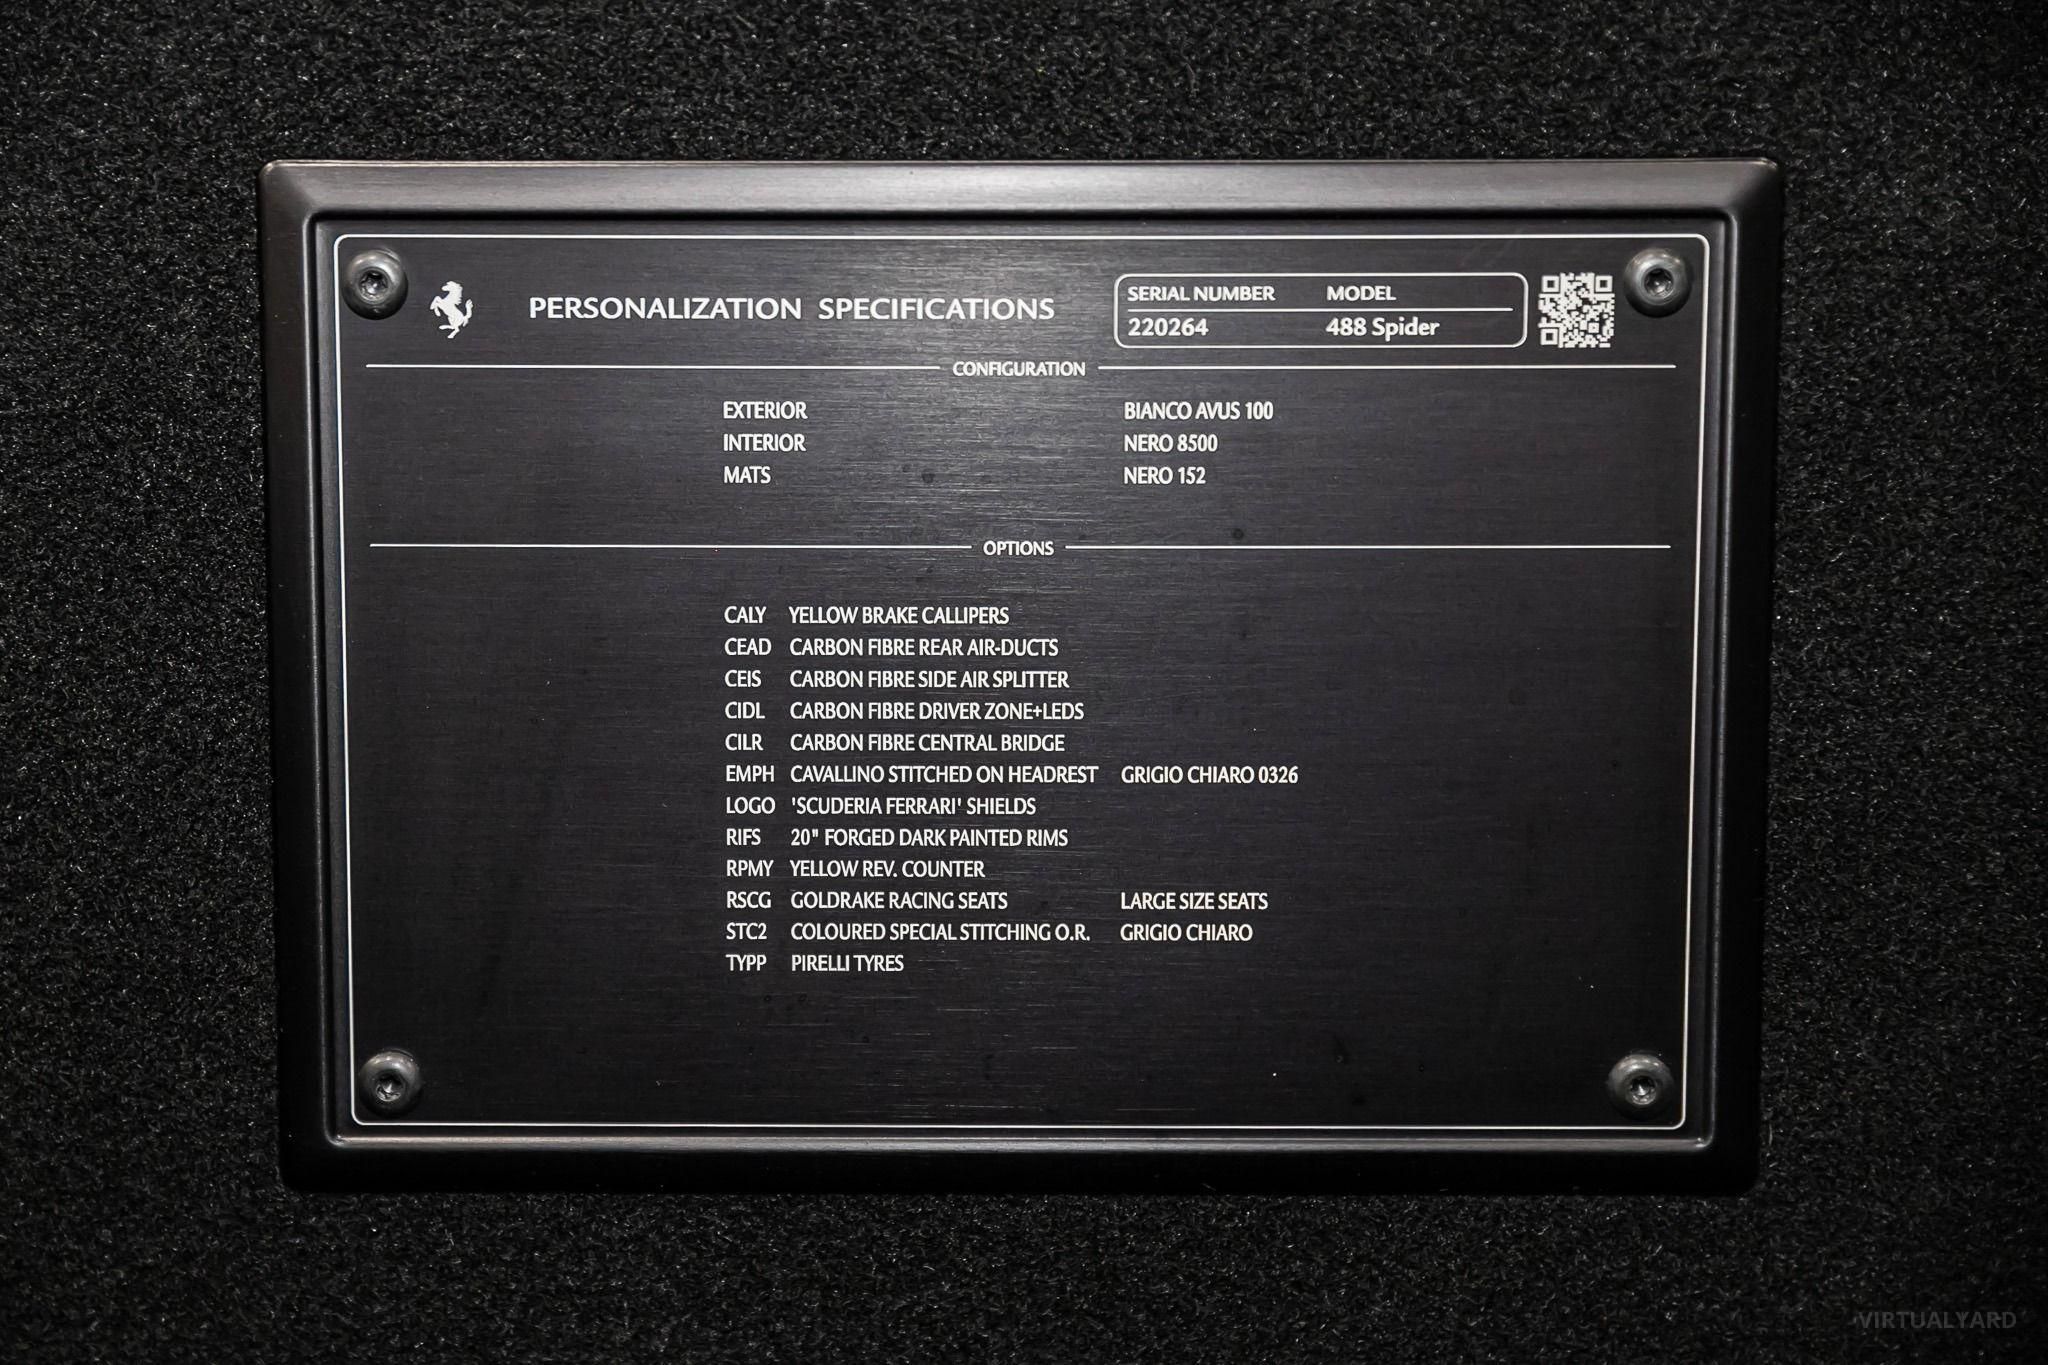 PERSONALIZATION SPECIFICATIONS
SERIAL NUMBER MODEL
220264 488 Spider
CONFIGURATION
EXTERIOR BIANCO AVUS 100
INTERIOR NERO 8500
MATS NERO 152
OPTIONS
CALY YELLOW BRAKE CALLIPERS
CEAD CARBON FIBRE REAR AIR-DUCTS
CEIS CARBON FIBRE SIDE AIR SPLITTER
CIDL CARBON FIBRE DRIVER ZONE+LEDS
CILR CARBON FIBRE CENTRAL BRIDGE
EMPH CAVALLINO STITCHED ON HEADREST GRIGIO CHIARO 0326
LOGO 'SCUDERIA FERRARI' SHIELDS
RIFS 20" FORGED DARK PAINTED RIMS
RPMY YELLOW REV. COUNTER
RSCG GOLDRAKE RACING SEATS LARGE SIZE SEATS
STC2 COLOURED SPECIAL STITCHING O.R. GRIGIO CHIARO
TYPP PIRELLI TYRES
VIRTUALYARD